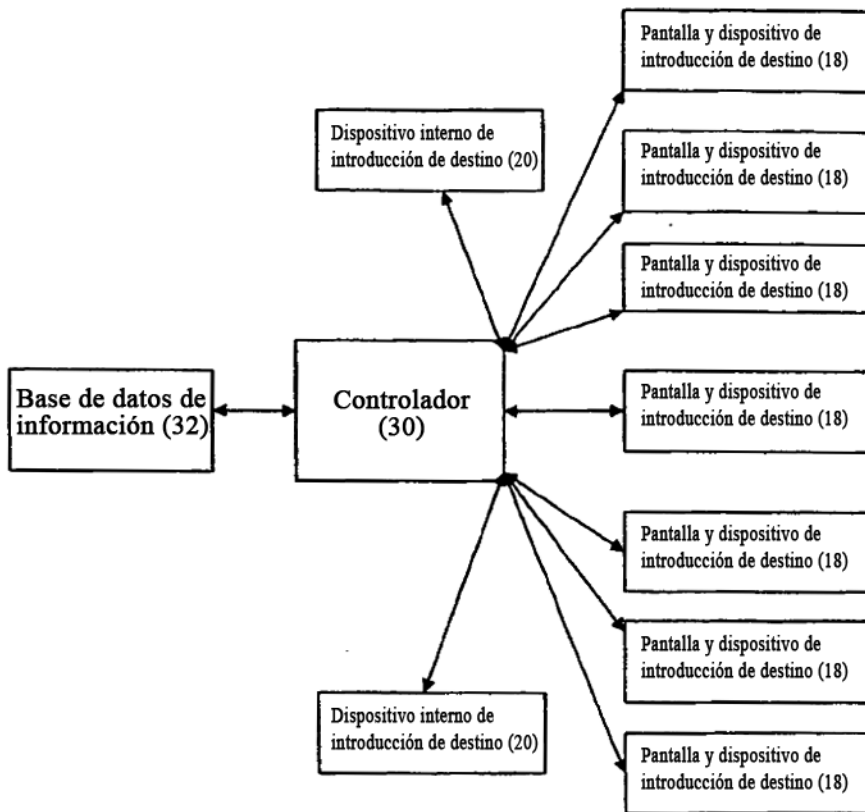 Pantalla y dispositivo de
introducción de destino (18)
Dispositivo interno de
introducción de destino (20)
Pantalla y dispositivo de
introducción de destino (18)
Pantalla y dispositivo de
introducción de destino (18)
Base de datos de
información (32)
Controlador
(30)
Pantalla y dispositivo de
introducción de destino (18)
Pantalla y dispositivo de
introducción de destino (18)
Pantalla y dispositivo de
introducción de destino (18)
Dispositivo interno de
introducción de destino (20)
Pantalla y dispositivo de
introducción de destino (18)